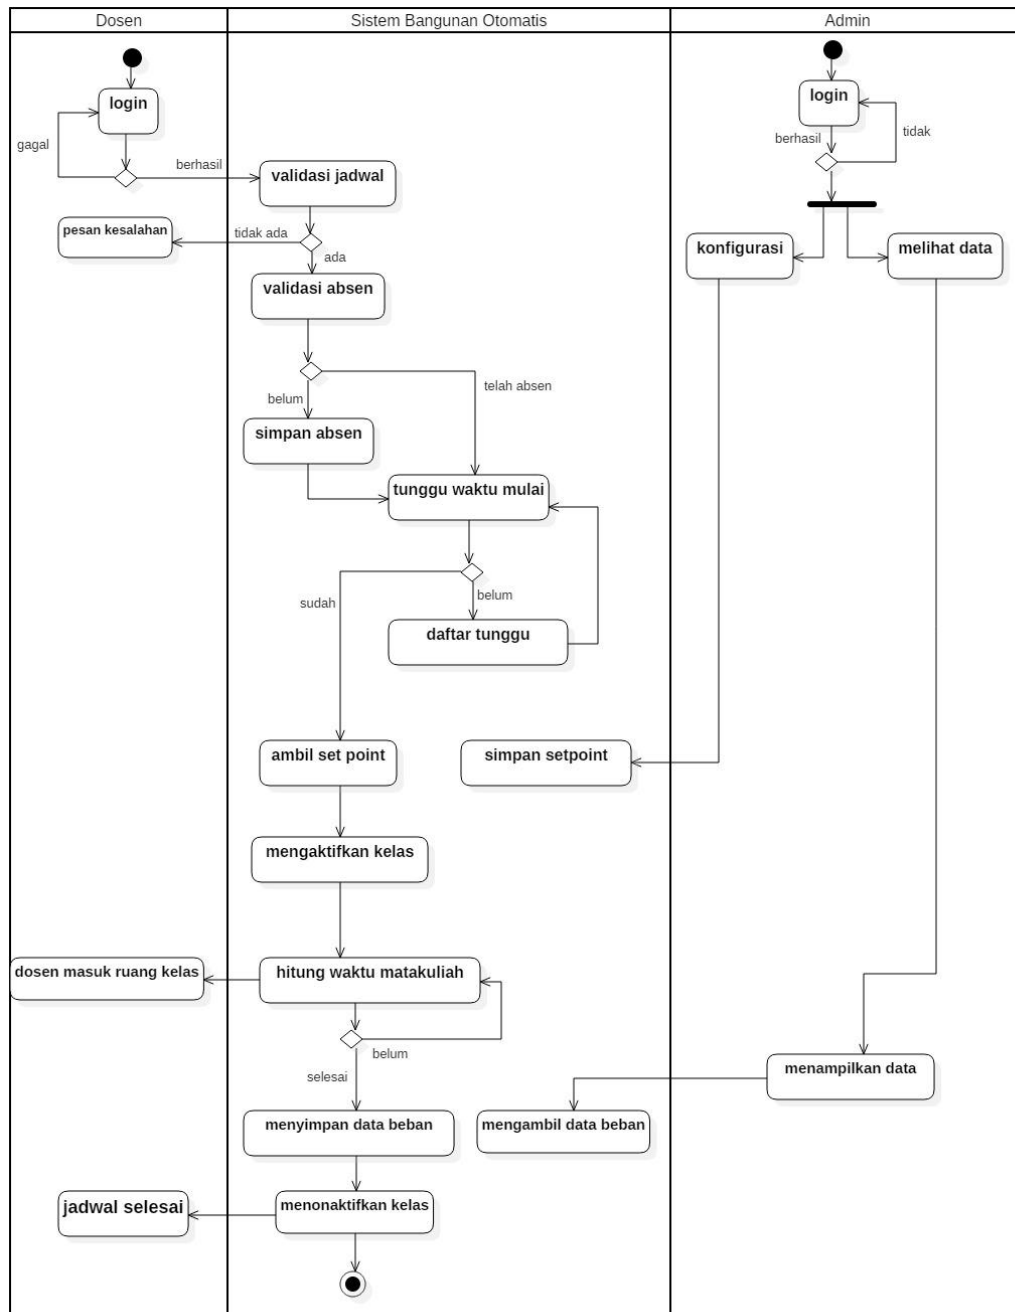 Dosen
Sistem Bangunan Otomatis
Admin
login
login
gagal
berhasil
berhasil
tidak
validasi jadwal
pesan kesalahan
tidak ada
ada
konfigurasi
melihat data
validasi absen
telah absen
belum
simpan absen
tunggu waktu mulai
sudah
belum
daftar tunggu
ambil set point
simpan setpoint
mengaktifkan kelas
dosen masuk ruang kelas
hitung waktu matakuliah
belum
selesai
menampilkan data
menyimpan data beban
mengambil data beban
jadwal selesai
menonaktifkan kelas